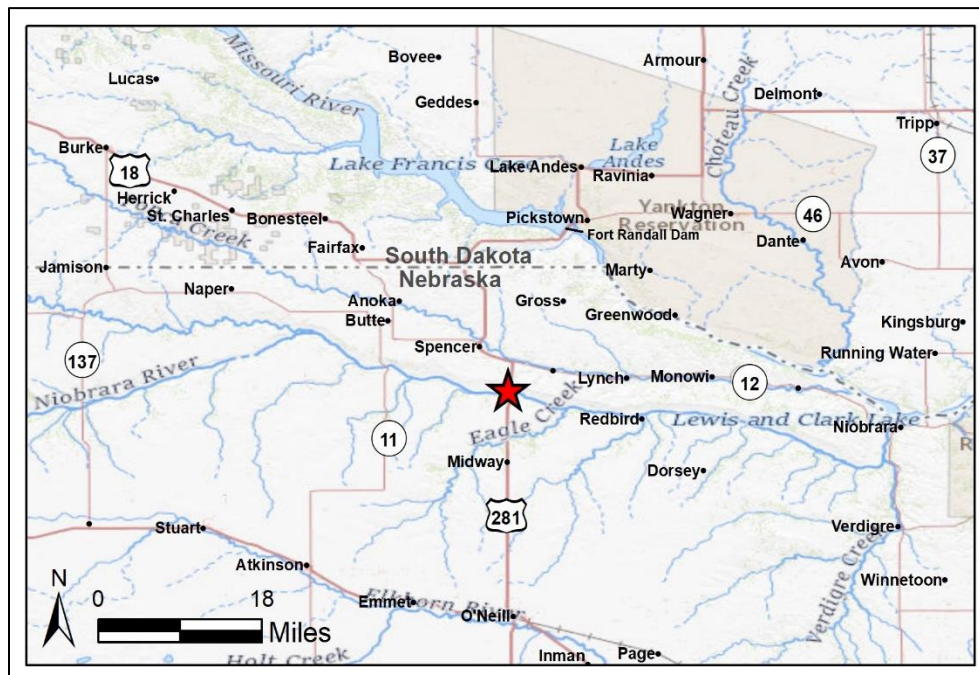 Bovee
Armour
Lucas
Missouri River
Geddes
Delmont
Choteau Creek
Tripp
Burke
37
18
Lake Francis Case
Lake Andes
Lake
Andes
Ravinia
Herrick
St. Charles
Bonesteel
Pickstown
Yankton
Reservation
Wagner
46
Creek
Fort Randall Dam
Fairfax
South Dakota
Nebraska
Dante
Jamison
Marty
Avon
Naper
Anoka
Gross
Butte
Greenwood
Kingsburg
Spencer
Running Water
137
Niobrara River
Lynch
Monowi
12
Eagle Creek
Redbird
Lewis and Clark Lake
Niobrara
11
Midway
Dorsey
281
Stuart
Verdigre
Atkinson
Verdigre Creek
Winnetoon
N
0
18
Miles
Emmet
Elkhorn River
O'Neill
Holt Creek
Inman
Page
R